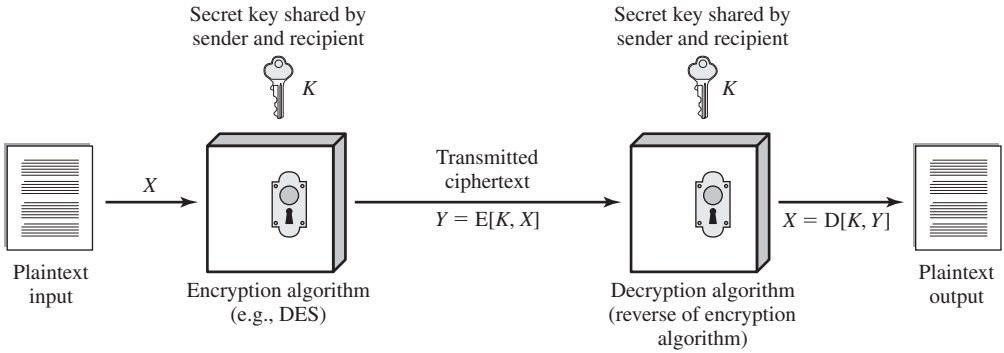 Secret key shared by
sender and recipient
K
Secret key shared by
sender and recipient
K
X
Transmitted
ciphertext
Y = E[K, X]
X = D[K, Y]
Plaintext
input
Encryption algorithm
(e.g., DES)
Decryption algorithm
(reverse of encryption
algorithm)
Plaintext
output